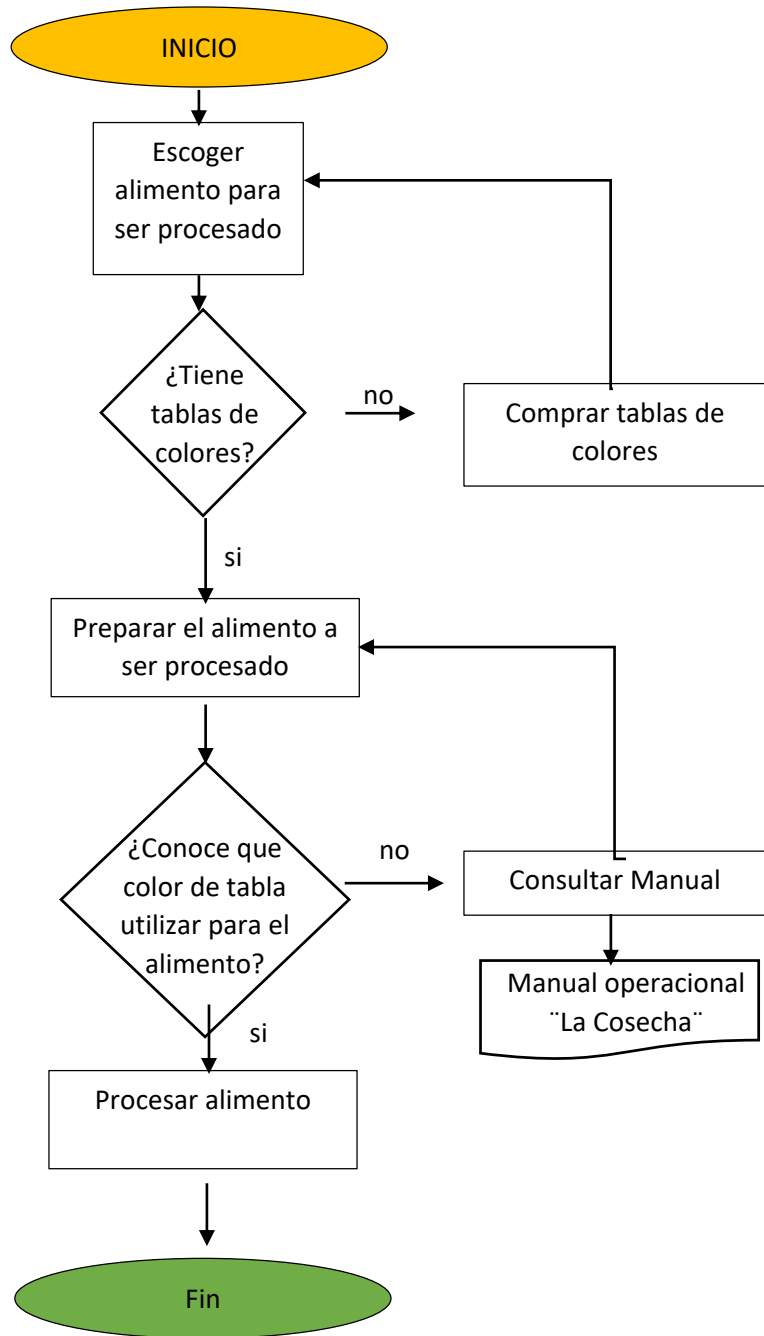 INICIO
Escoger
alimento para
ser procesado
¿Tiene
tablas de
colores?
no
Comprar tablas de
colores
si
Preparar el alimento a
ser procesado
¿Conoce que
color de tabla
utilizar para el
alimento?
no
Consultar Manual
Manual operacional
¨La Cosecha¨
si
Procesar alimento
Fin